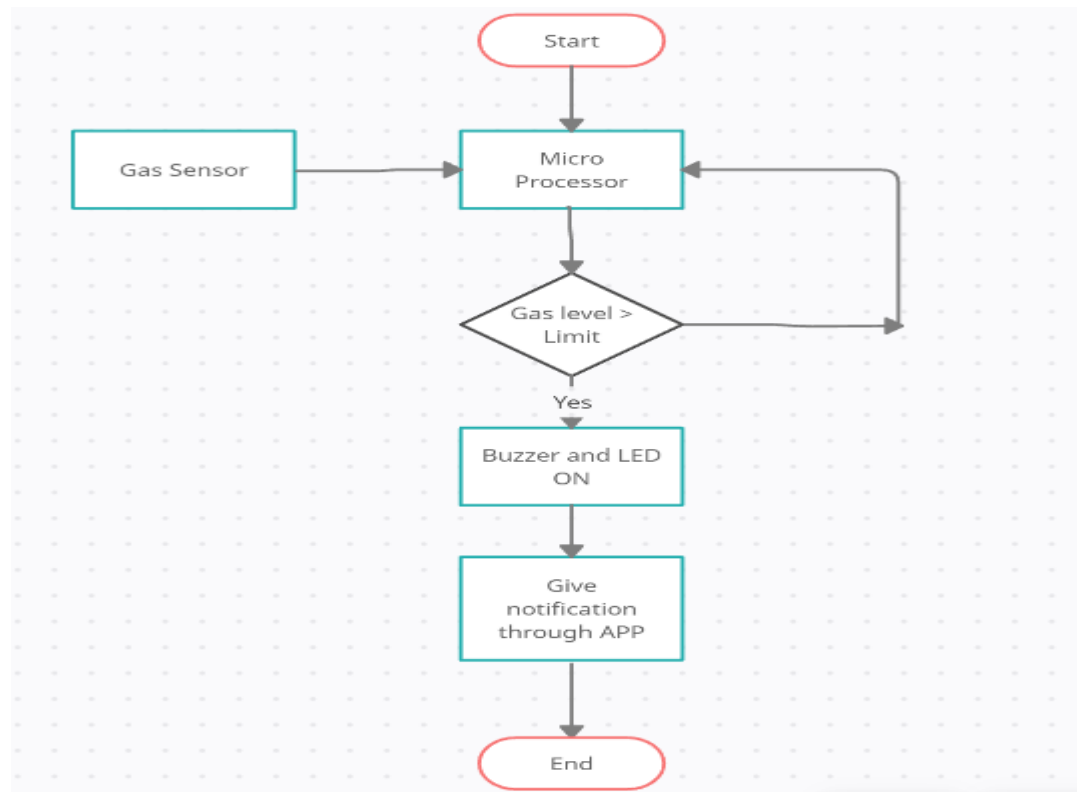 Start
Gas Sensor
Micro
Processor
Gas level >
Limit
Yes
Buzzer and LED
ON
Give
notification
through APP
End